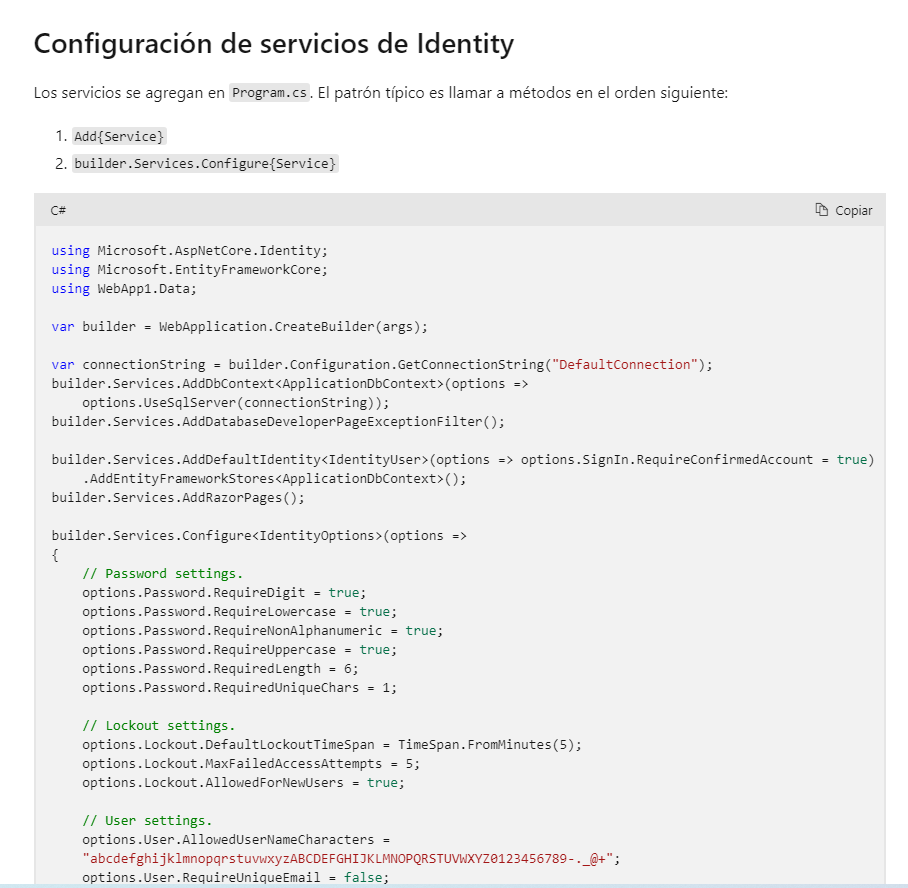 Configuración de servicios de Identity
Los servicios se agregan en Program.cs. El patrón típico es llamar a métodos en el orden siguiente:
1. Add{Service}
2. builder.Services.Configure{Service}
C# Copiar
using Microsoft.AspNetCore.Identity;
using Microsoft.EntityFrameworkCore;
using WebApp1.Data;

var builder = WebApplication.CreateBuilder(args);

var connectionString = builder.Configuration.GetConnectionString("DefaultConnection");
builder.Services.AddDbContext<ApplicationDbContext>(options =>
    options.UseSqlServer(connectionString));
builder.Services.AddDatabaseDeveloperPageExceptionFilter();

builder.Services.AddDefaultIdentity<IdentityUser>(options => options.SignIn.RequireConfirmedAccount = true)
    .AddEntityFrameworkStores<ApplicationDbContext>();
builder.Services.AddRazorPages();

builder.Services.Configure<IdentityOptions>(options =>
{
    // Password settings.
    options.Password.RequireDigit = true;
    options.Password.RequireLowercase = true;
    options.Password.RequireNonAlphanumeric = true;
    options.Password.RequireUppercase = true;
    options.Password.RequiredLength = 6;
    options.Password.RequiredUniqueChars = 1;

    // Lockout settings.
    options.Lockout.DefaultLockoutTimeSpan = TimeSpan.FromMinutes(5);
    options.Lockout.MaxFailedAccessAttempts = 5;
    options.Lockout.AllowedForNewUsers = true;

    // User settings.
    options.User.AllowedUserNameCharacters =
    "abcdefghijklmnopqrstuvwxyzABCDEFGHIJKLMNOPQRSTUVWXYZ0123456789-._@+";
    options.User.RequireUniqueEmail = false;